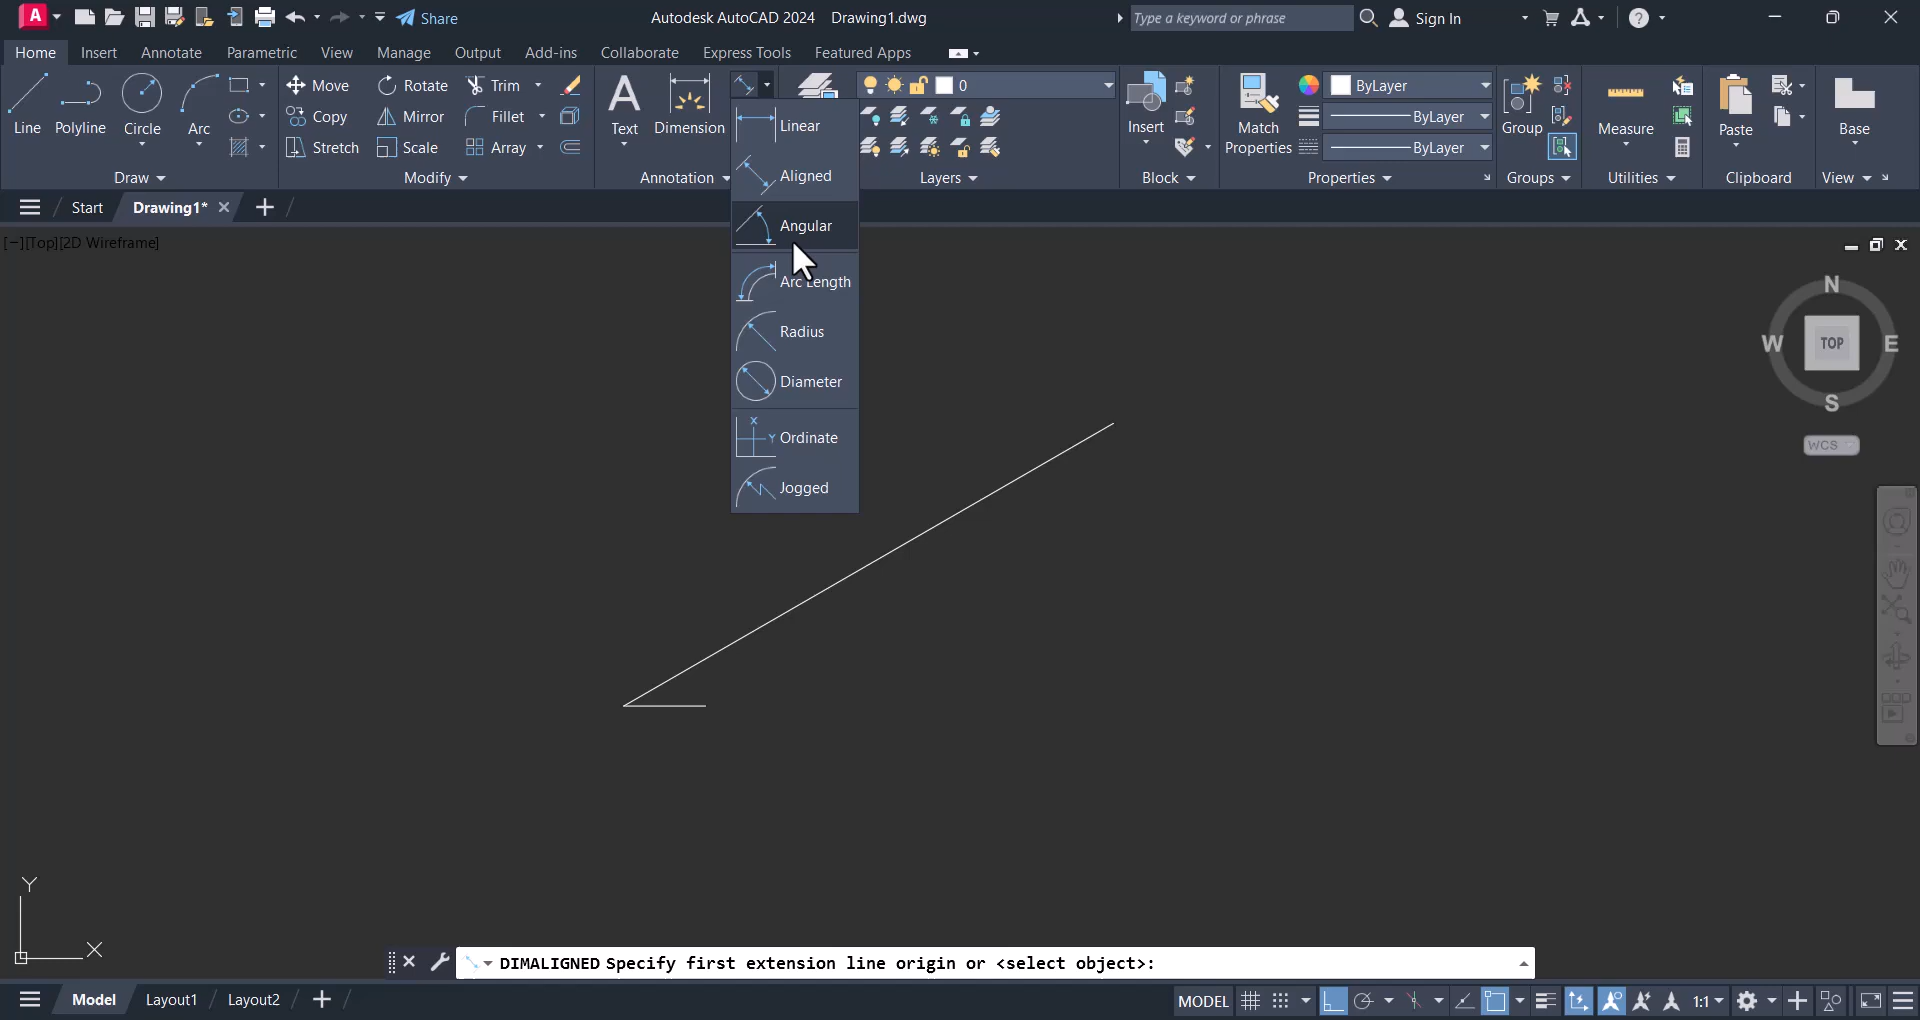 A Share Autodesk AutoCAD 2024 Drawing1.dwg Type a keyword or phrase Sign In ?
Home Insert Annotate Parametric View Manage Output Add-ins Collaborate Express Tools Featured Apps
Move Rotate Trim A 0 ByLayer
Copy Mirror Fillet Linear ByLayer
Line Polyline Circle Arc Text Dimension Insert Match Properties Group Measure Paste Base
Stretch Scale Array ByLayer
Draw Modify Annotation Layers Block Properties Groups Utilities Clipboard View
Aligned
Start Drawing1* +
Angular
[−][Top][2D Wireframe]
Arc Length
Radius
Diameter
X
Y Ordinate
Jogged
N
W TOP E
S
WCS
Y
X
DIMALIGNED Specify first extension line origin or <select object>:
Model Layout1 Layout2 + MODEL 1:1